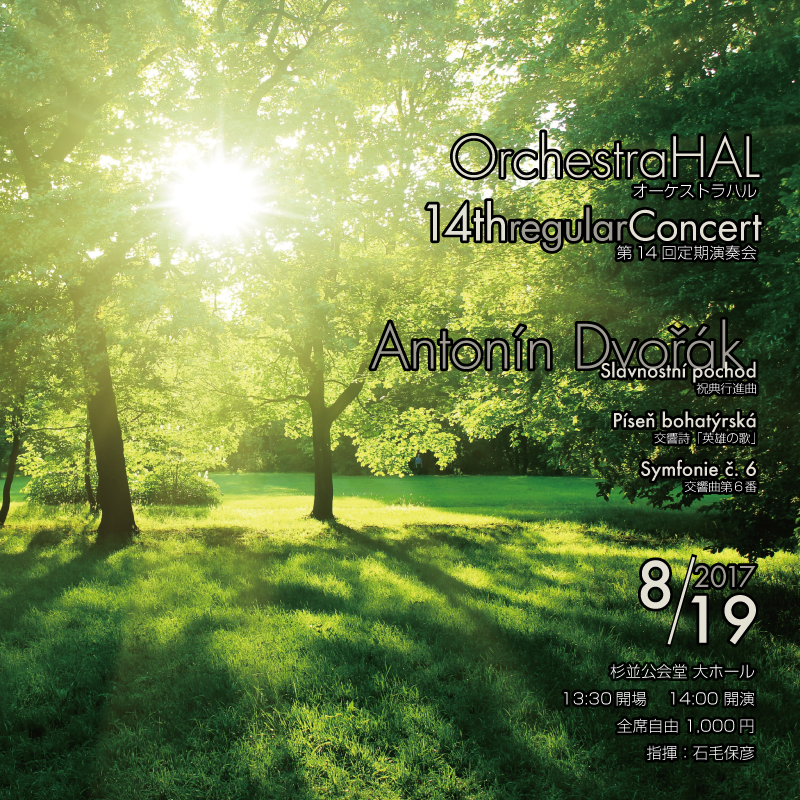 OrchestraHAL
オーケストラハル
14thregularConcert
第14回定期演奏会
Antonín Dvořák
Slavnostní pochod
祝典行進曲
Píseň bohatýrská
交響詩「英雄の歌」
Symfonie č. 6
交響曲第6番
2017
8/19
杉並公会堂 大ホール
13:30 開場 14:00 開演
全席自由 1,000 円
指揮：石毛保彦